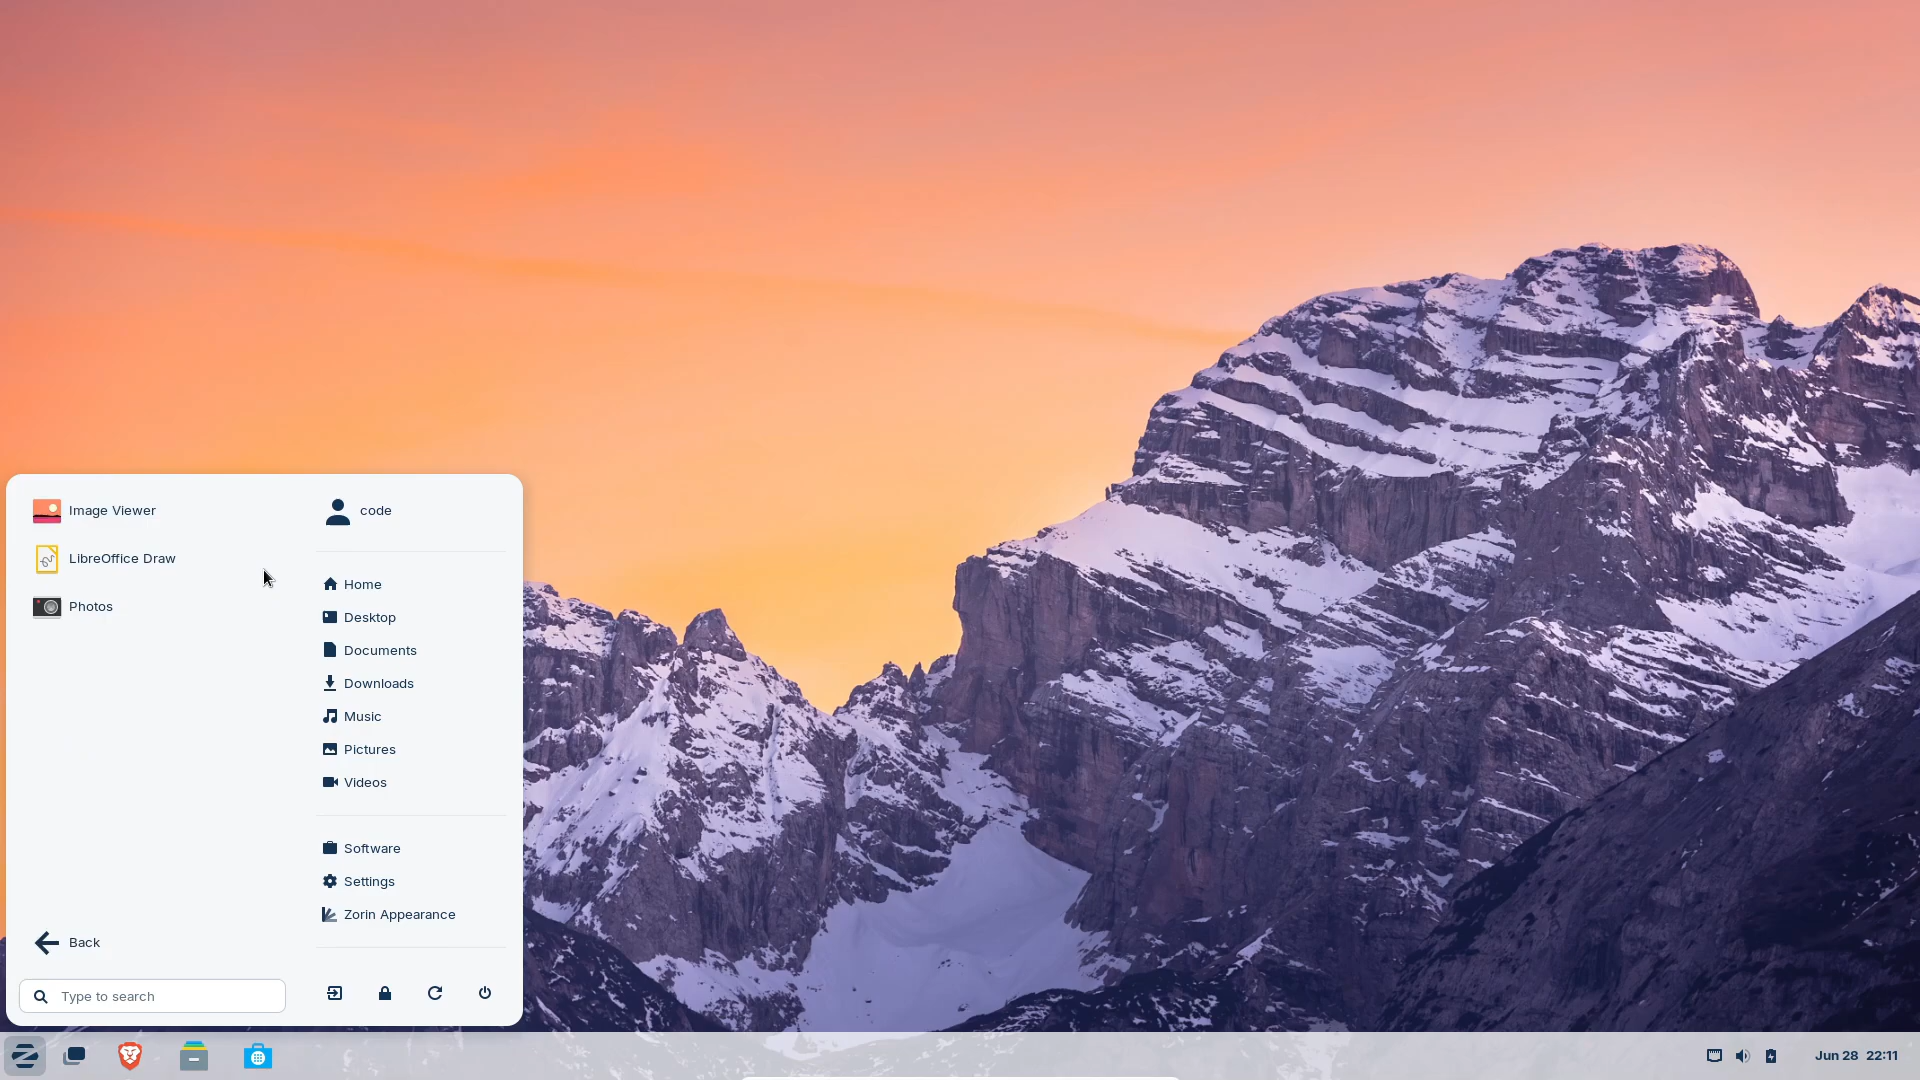 Image Viewer
LibreOffice Draw
Photos
Back
Type to search
code
Home
Desktop
Documents
Downloads
Music
Pictures
Videos
Software
Settings
Zorin Appearance
Jun 28 22:11